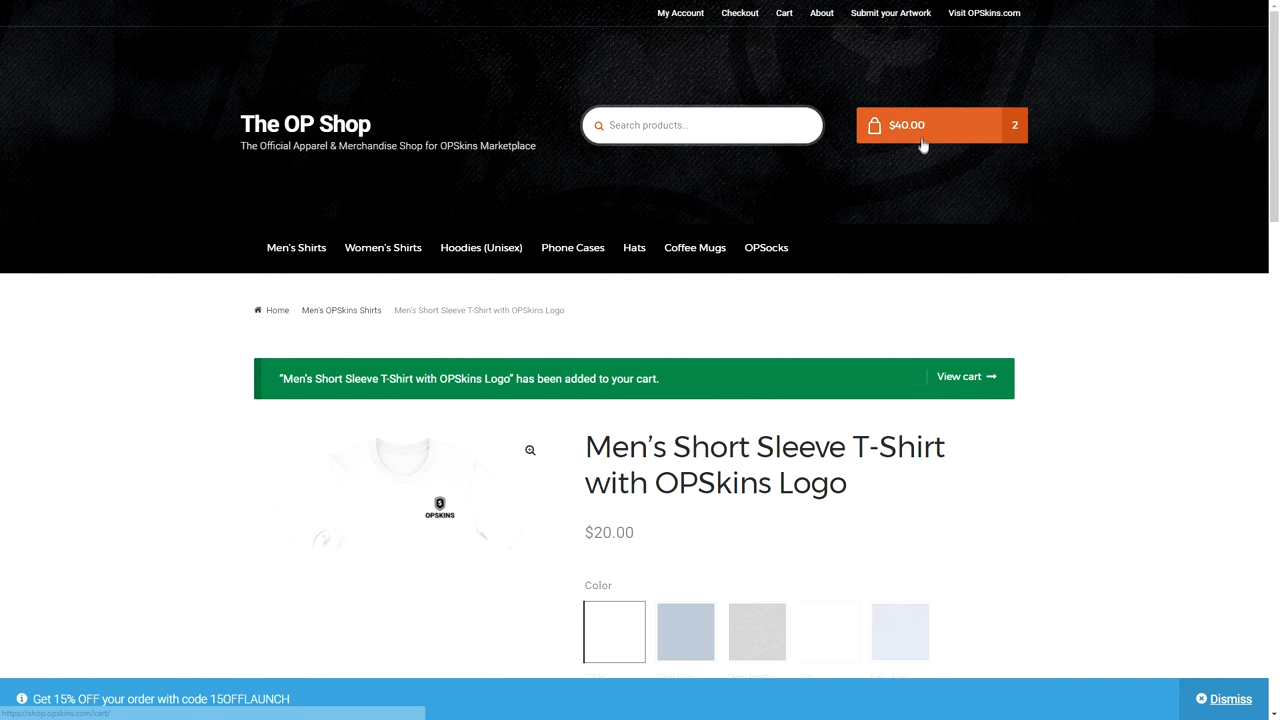 My Account Checkout Cart About Submit your Artwork Visit OPSkins.com
The OP Shop
The Official Apparel & Merchandise Shop for OPSkins Marketplace
Search products…
$40.00 2
Men's Shirts Women's Shirts Hoodies (Unisex) Phone Cases Hats Coffee Mugs OPSocks
Home Men's OPSkins Shirts Men's Short Sleeve T-Shirt with OPSkins Logo
"Men's Short Sleeve T-Shirt with OPSkins Logo" has been added to your cart. View cart
OPSKINS
Men's Short Sleeve T-Shirt
with OPSkins Logo
$20.00
Color
Get 15% OFF your order with code 15OFFLAUNCH Dismiss
https://shop.opskins.com/cart/